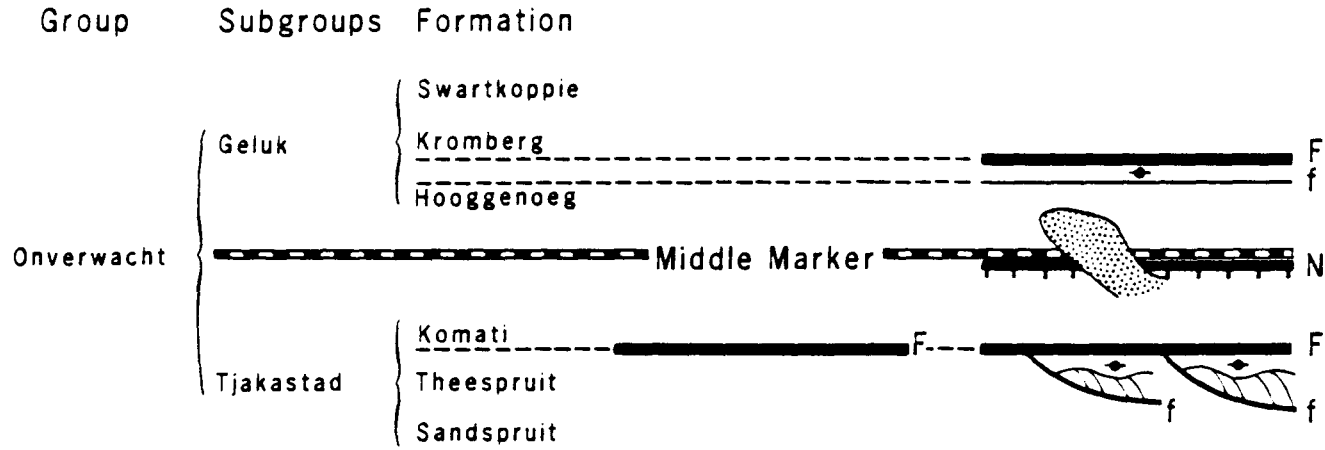 Group Subgroups Formation
Swartkoppie
Geluk Kromberg F
f
Hooggenoeg
Onverwacht Middle Marker N
Komati F F
Tjakastad Theespruit f f
Sandspruit